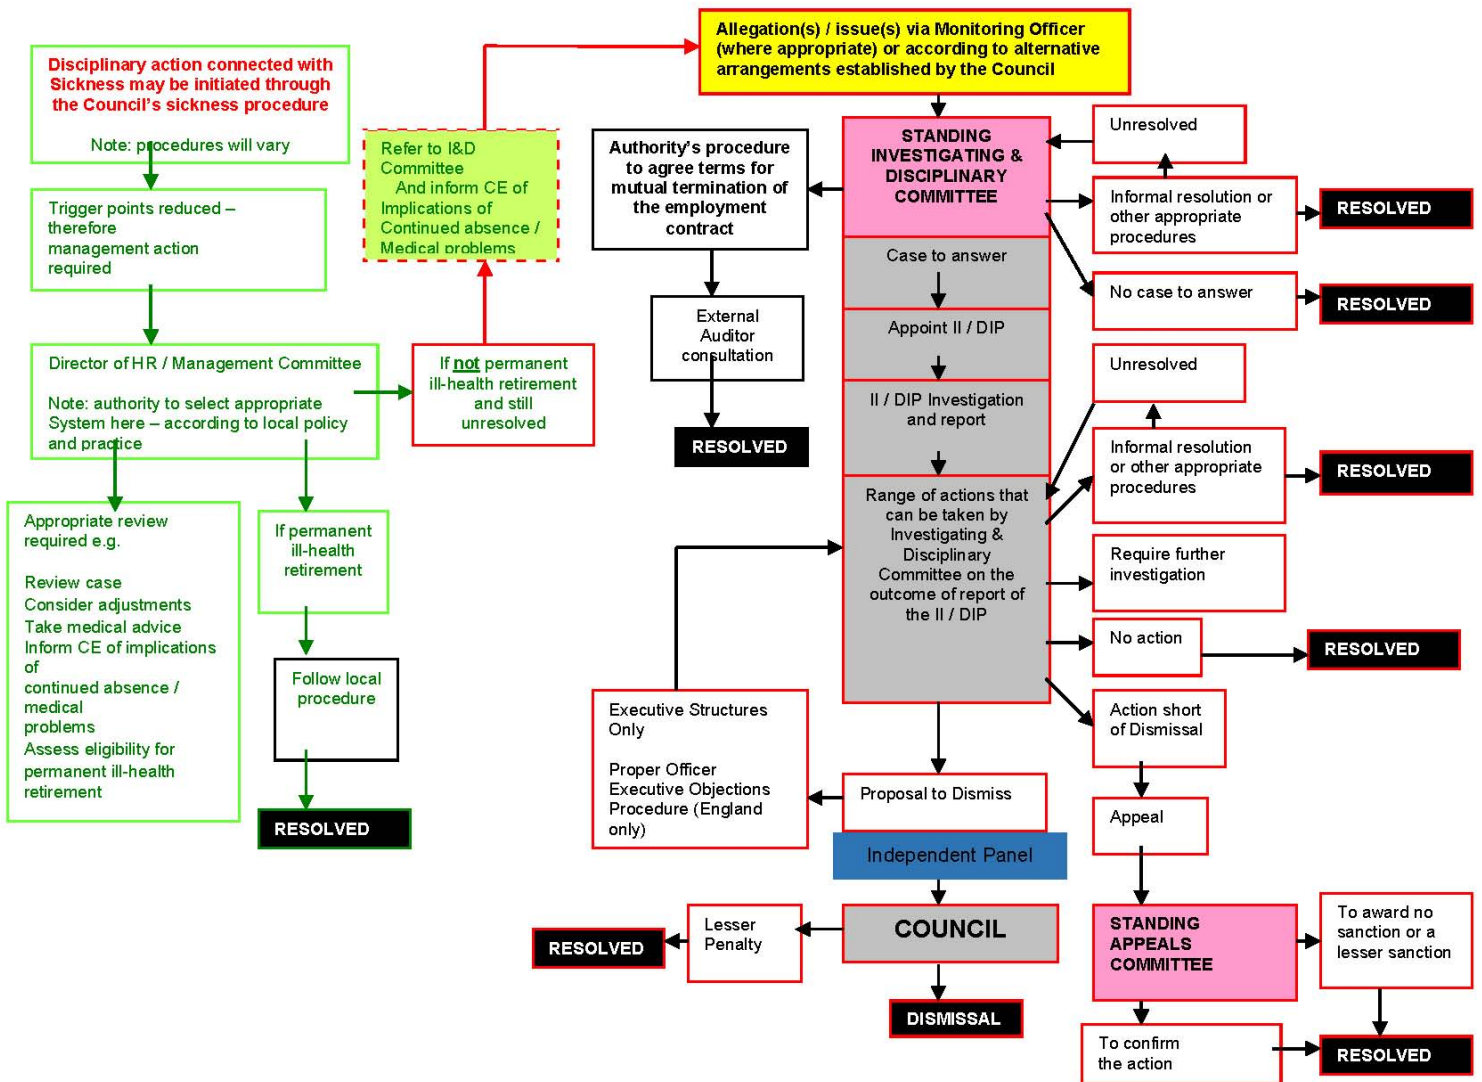 Allegation(s) / issue(s) via Monitoring Officer
(where appropriate) or according to alternative
arrangements established by the Council
Disciplinary action connected with
Sickness may be initiated through
the Council's sickness procedure
Note: procedures will vary
Trigger points reduced –
therefore
management action
required
Director of HR / Management Committee
Note: authority to select appropriate
System here – according to local policy
and practice
Appropriate review
required e.g.
Review case
Consider adjustments
Take medical advice
Inform CE of implications
of
continued absence /
medical
problems
Assess eligibility for
permanent ill-health
retirement
If permanent
ill-health
retirement
Follow local
procedure
RESOLVED
Refer to I&D
Committee
And inform CE of
Implications of
Continued absence /
Medical problems
If not permanent
ill-health retirement
and still
unresolved
Authority's procedure
to agree terms for
mutual termination of
the employment
contract
External
Auditor
consultation
RESOLVED
STANDING
INVESTIGATING &
DISCIPLINARY
COMMITTEE
Unresolved
Informal resolution or
other appropriate
procedures
RESOLVED
No case to answer
RESOLVED
Case to answer
Appoint II / DIP
II / DIP Investigation
and report
Range of actions that
can be taken by
Investigating &
Disciplinary
Committee on the
outcome of report of
the II / DIP
Unresolved
Informal resolution
or other appropriate
procedures
RESOLVED
Require further
investigation
No action
RESOLVED
Action short
of Dismissal
Appeal
STANDING
APPEALS
COMMITTEE
To award no
sanction or a
lesser sanction
To confirm
the action
RESOLVED
Executive Structures
Only
Proper Officer
Executive Objections
Procedure (England
only)
Proposal to Dismiss
Independent Panel
COUNCIL
Lesser
Penalty
RESOLVED
DISMISSAL